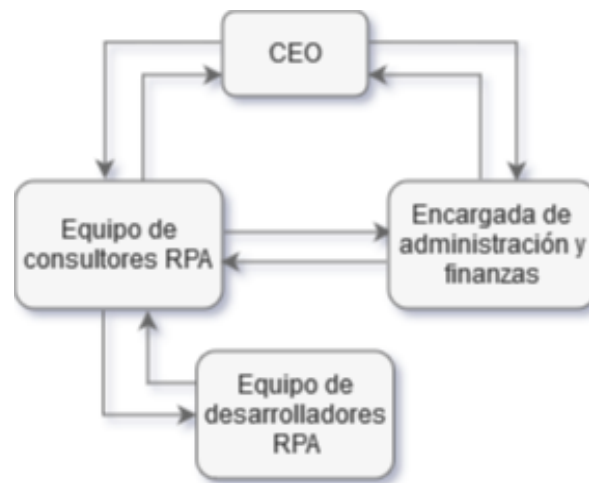 CEO
Equipo de
consultores RPA
Encargada de
administración y
finanzas
Equipo de
desarrolladores
RPA